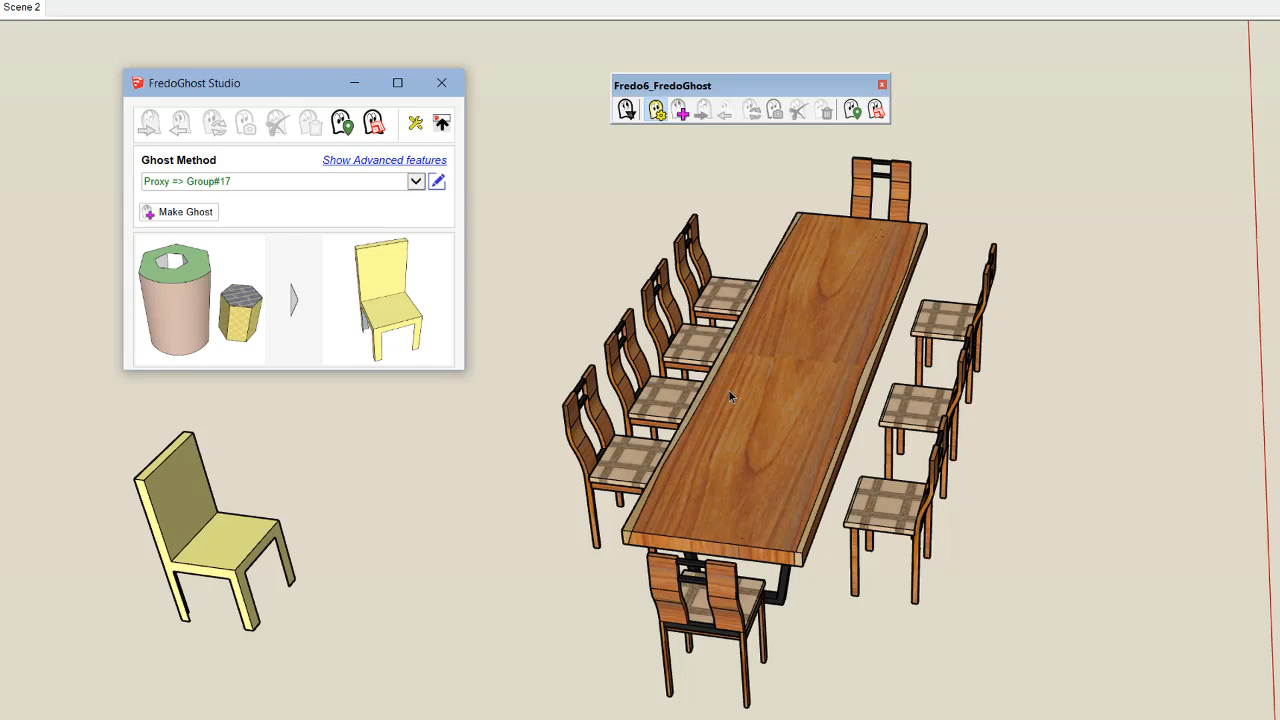 Scene 2
FredoGhost Studio
Fredo6_FredoGhost
Ghost Method
Show Advanced features
Proxy => Group#17
Make Ghost